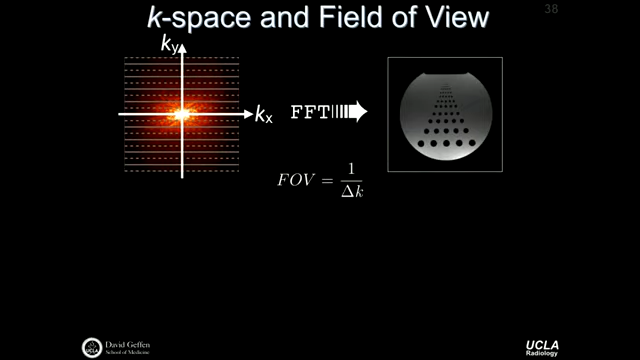 k-space and Field of View
38
ky
kx
FFT
FOV = 1/Δk
UCLA
David Geffen
School of Medicine
UCLA
Radiology